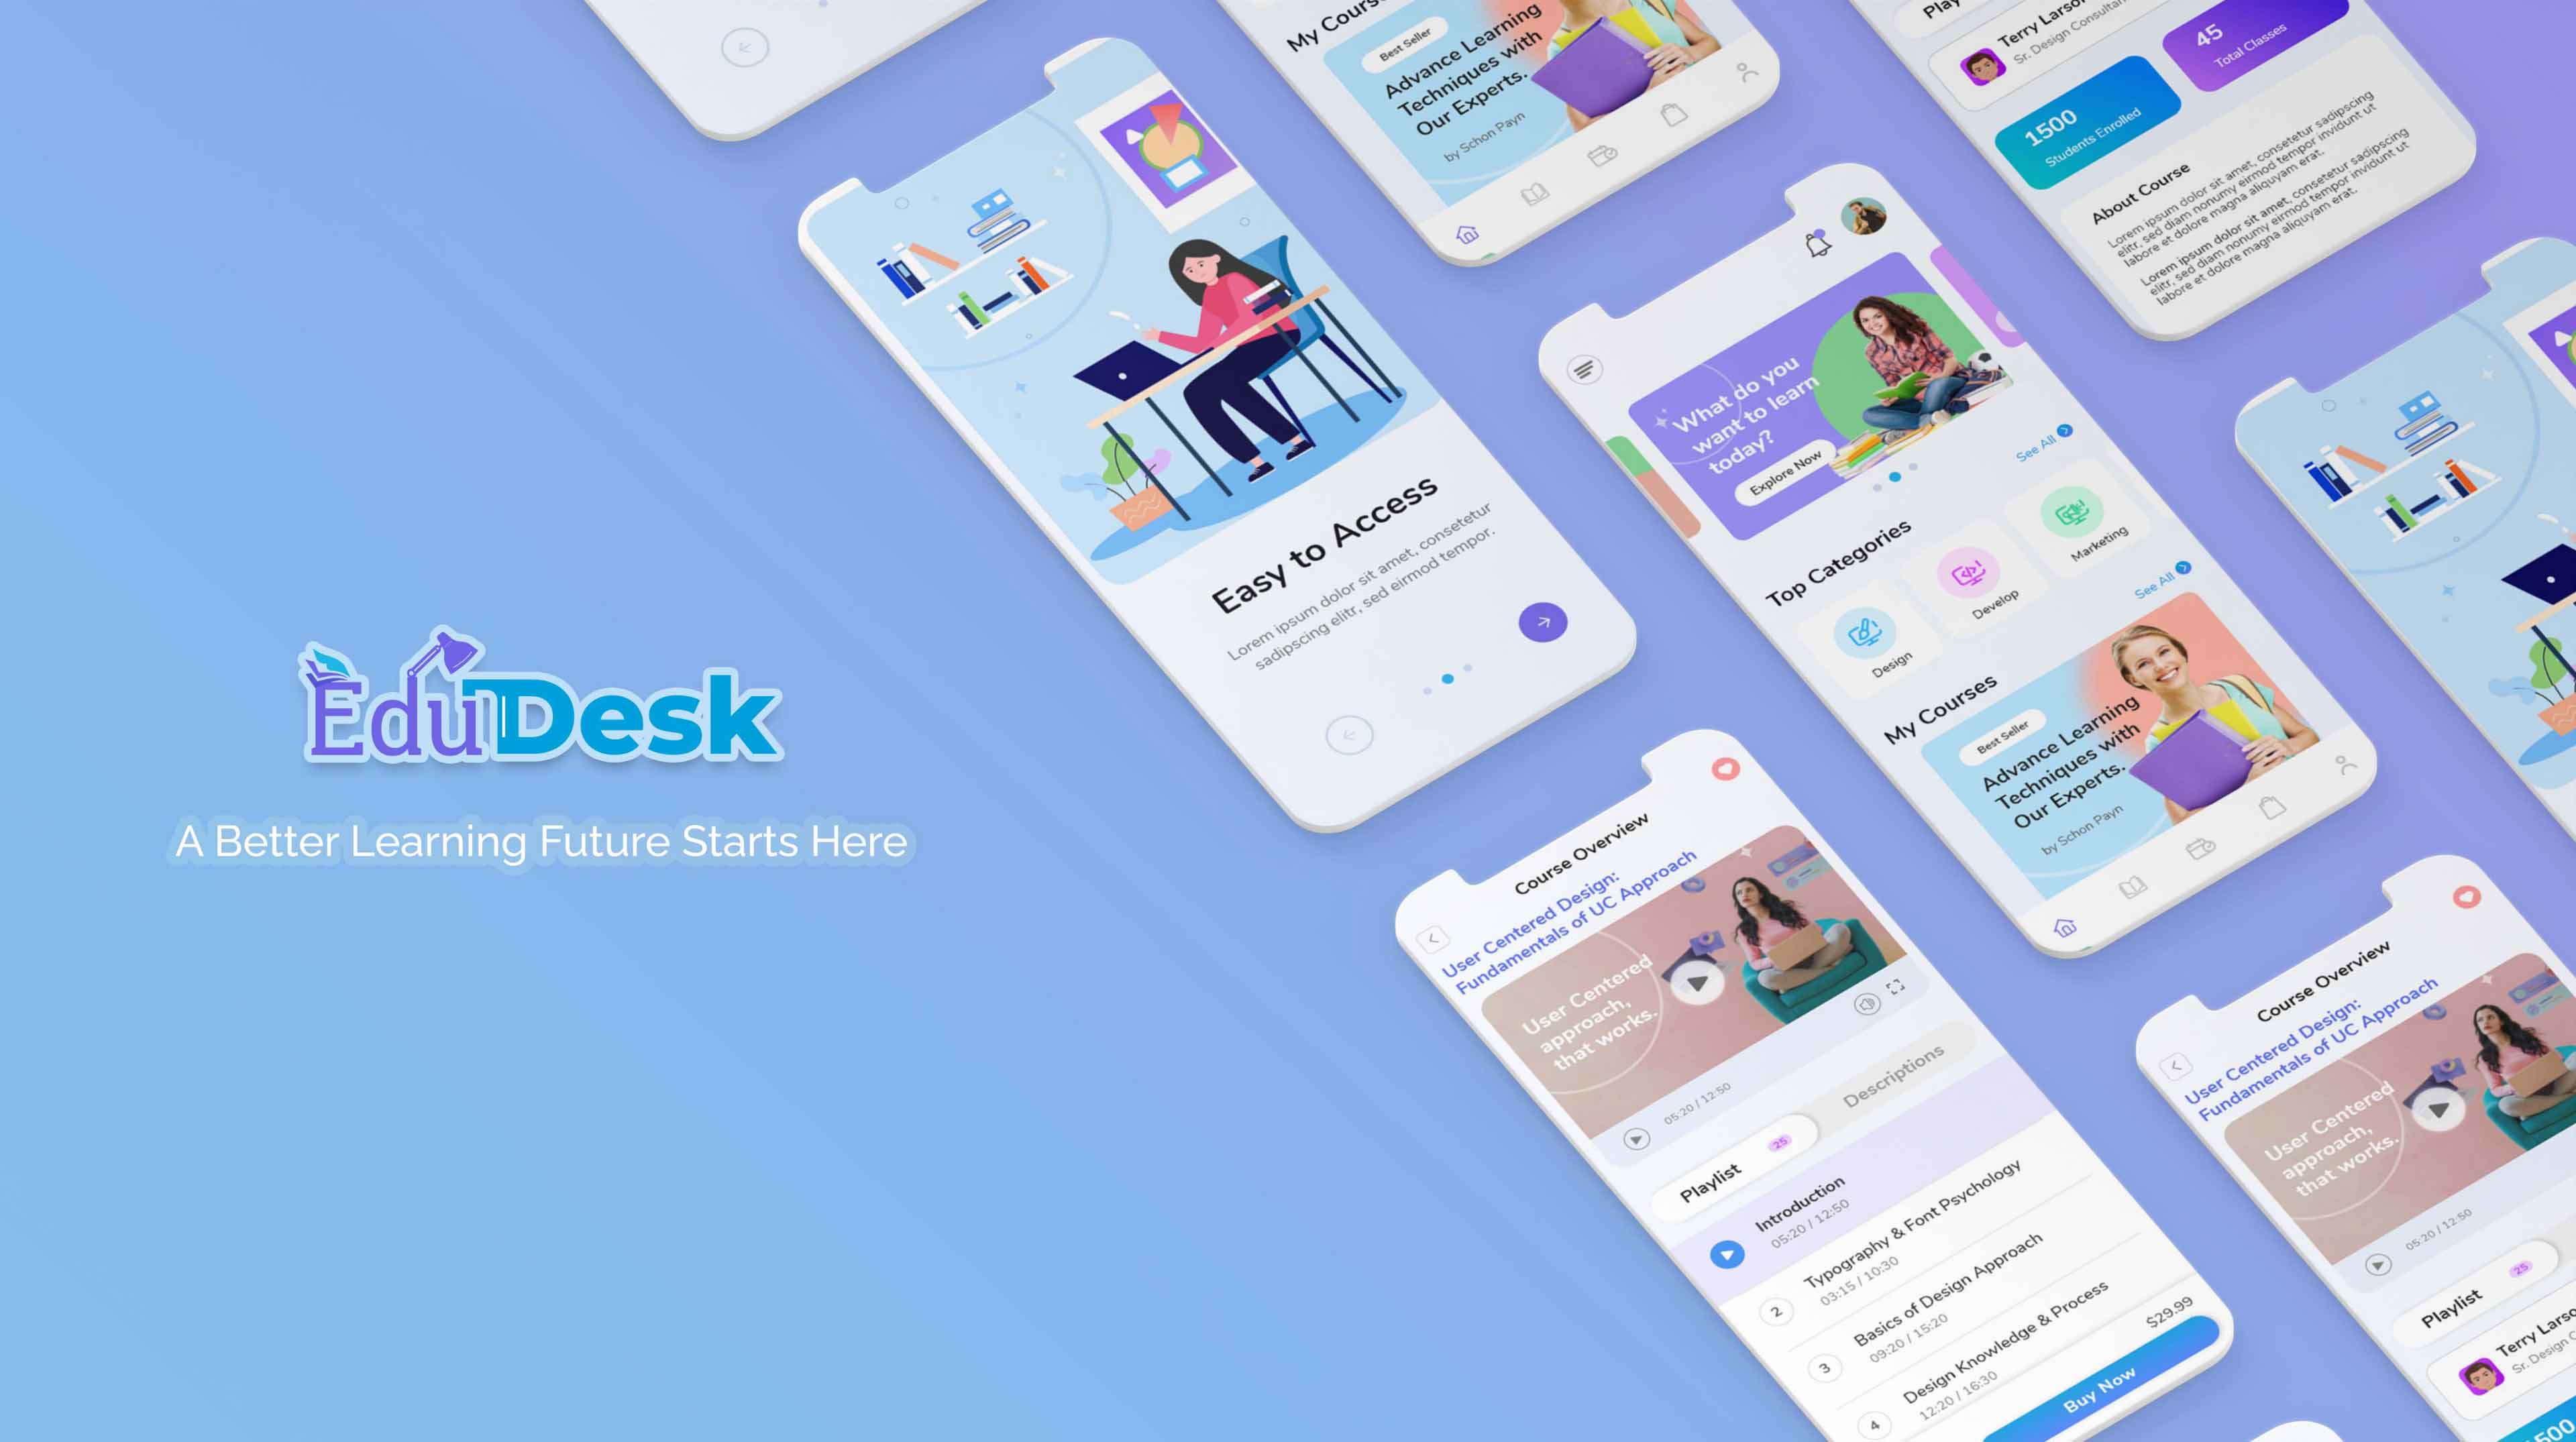 EduDesk
A Better Learning Future Starts Here
Easy to Access
Lorem ipsum dolor sit amet, consetetur
sadipscing elitr, sed eirmod tempor.
Best Seller
Advance Learning
Techniques with
Our Experts.
by Schon Payn
Terry
Sr. Design
1500
Students Enrolled
45
Total Classes
About Course
Lorem ipsum dolor sit amet, consetetur sadipscing
elitr, sed diam nonumy eirmod tempor invidunt ut
labore et dolore magna aliquyam erat.
Lorem ipsum dolor sit amet, consetetur sadipscing
elitr, sed diam nonumy eirmod tempor invidunt ut
labore et dolore magna aliquyam erat.
What do you
want to learn
today?
Explore Now
Top Categories
See All
Design
Develop
Marketing
My Courses
See All
Best Seller
Advance Learning
Techniques with
Our Experts.
by Schon Payn
Course Overview
User Centered Design:
Fundamentals of UC Approach
User Centered
approach,
that works.
05:20 / 12:50
Playlist
25
Descriptions
Introduction
05:20 / 12:50
2
Typography & Font Psychology
03:15 / 10:30
3
Basics of Design Approach
09:20 / 15:20
4
Design Knowledge & Process
12:20 / 16:30
$29.99
Buy Now
Course Overview
User Centered Design:
Fundamentals of UC Approach
User Centered
approach,
that works.
05:20 / 12:50
Playlist
25
Terry
Sr. Design